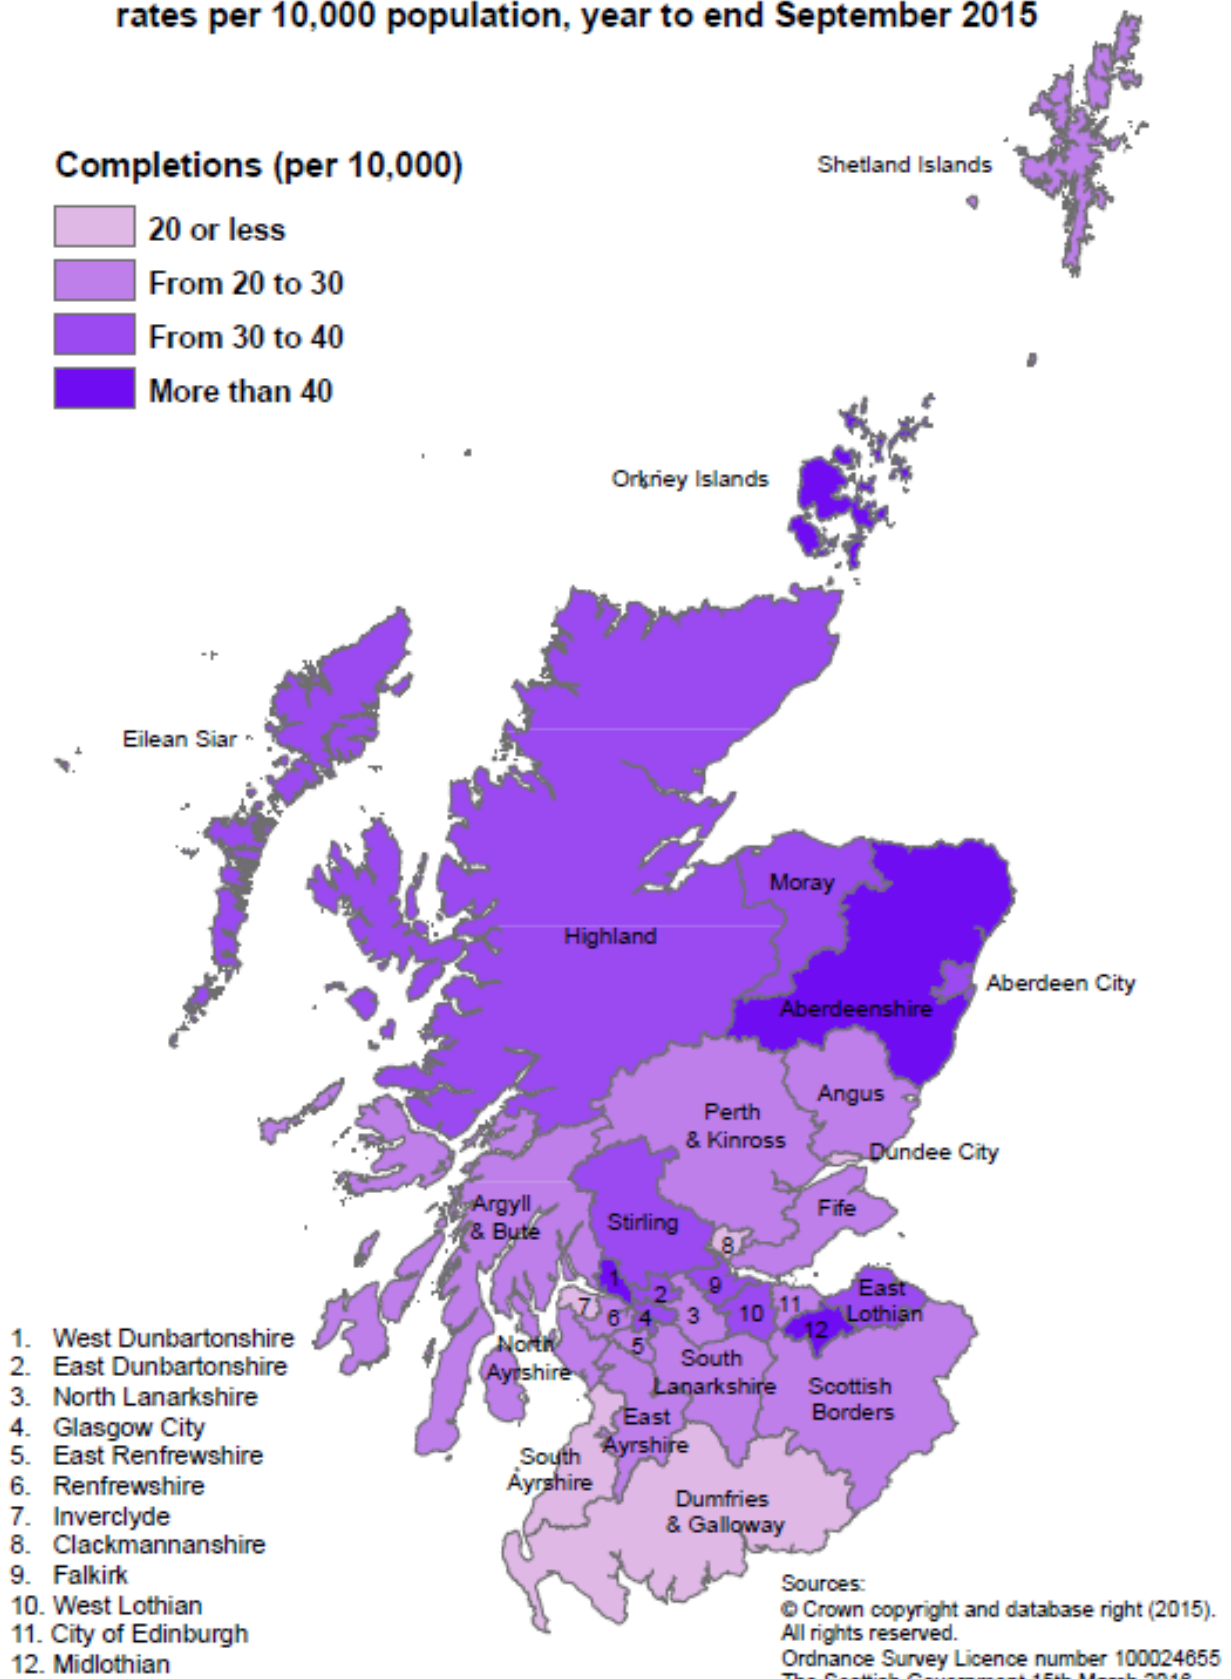 rates per 10,000 population, year to end September 2015
Shetland Islands
Completions (per 10,000)
20 or less
From 20 to 30
From 30 to 40
More than 40
Orkney Islands
Eilean Siar
Moray
Highland
Aberdeen City
Aberdeenshire
Angus
Perth
& Kinross
Dundee City
Argyll
& Bute
Fife
Stirling
8
1
2
9
East
Lothian
7
6
4
3
10
11
12
5
North
Ayrshire
South
Lanarkshire
Scottish
Borders
East
Ayrshire
South
Ayrshire
Dumfries
& Galloway
1. West Dunbartonshire
2. East Dunbartonshire
3. North Lanarkshire
4. Glasgow City
5. East Renfrewshire
6. Renfrewshire
7. Inverclyde
8. Clackmannanshire
9. Falkirk
10. West Lothian
11. City of Edinburgh
12. Midlothian
Sources:
© Crown copyright and database right (2015).
All rights reserved.
Ordnance Survey Licence number 100024655
The Scottish Government 15th March 2016